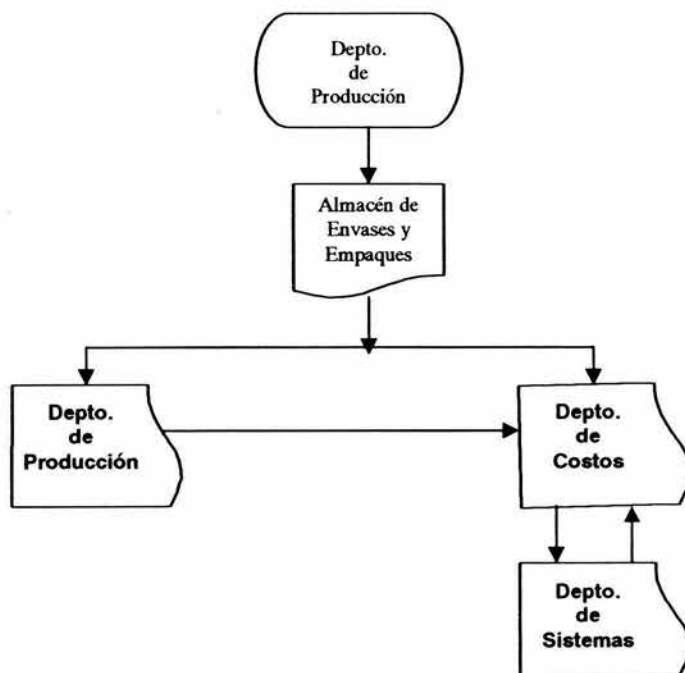 Depto.
de
Producción
Almacén de
Envases y
Empaques
Depto.
de
Producción
Depto.
de
Costos
Depto.
de
Sistemas